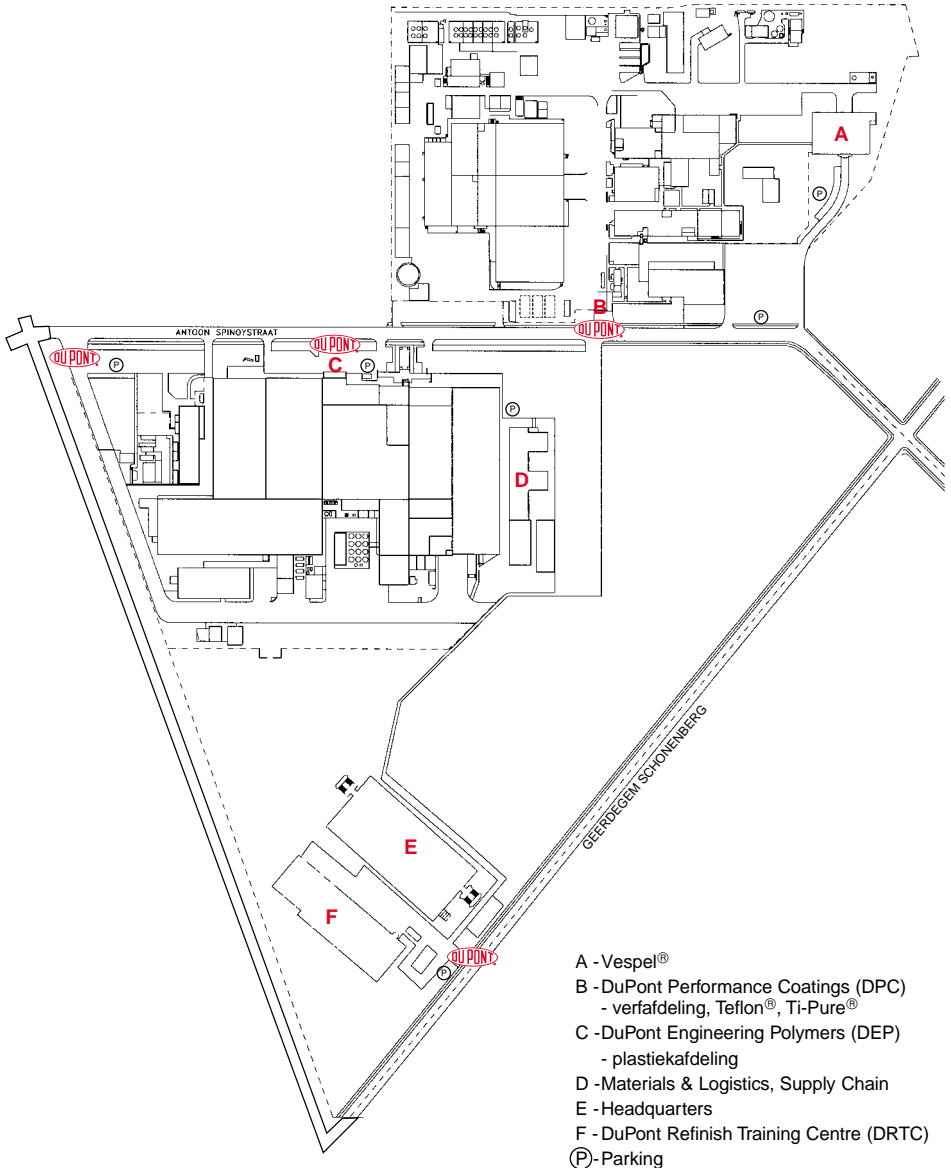 A
P
B
DU PONT
P
ANTOON SPINOYSTRAAT
DU PONT
DU PONT
P
C
P
P
D
GEERDEGEM SCHONENBERG
E
F
DU PONT
P
A - Vespel®
B - DuPont Performance Coatings (DPC)
- verfafdeling, Teflon®, Ti-Pure®
C - DuPont Engineering Polymers (DEP)
- plastiekafdeling
D - Materials & Logistics, Supply Chain
E - Headquarters
F - DuPont Refinish Training Centre (DRTC)
P - Parking